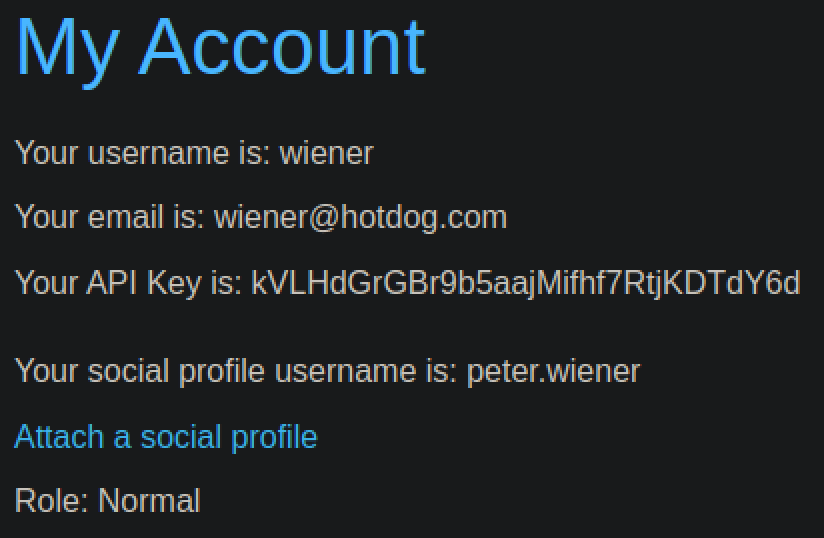 My Account
Your username is: wiener
Your email is: wiener@hotdog.com
Your API Key is: kVLHdGrGBr9b5aajMifhf7RtjKDTdY6d
Your social profile username is: peter.wiener
Attach a social profile
Role: Normal